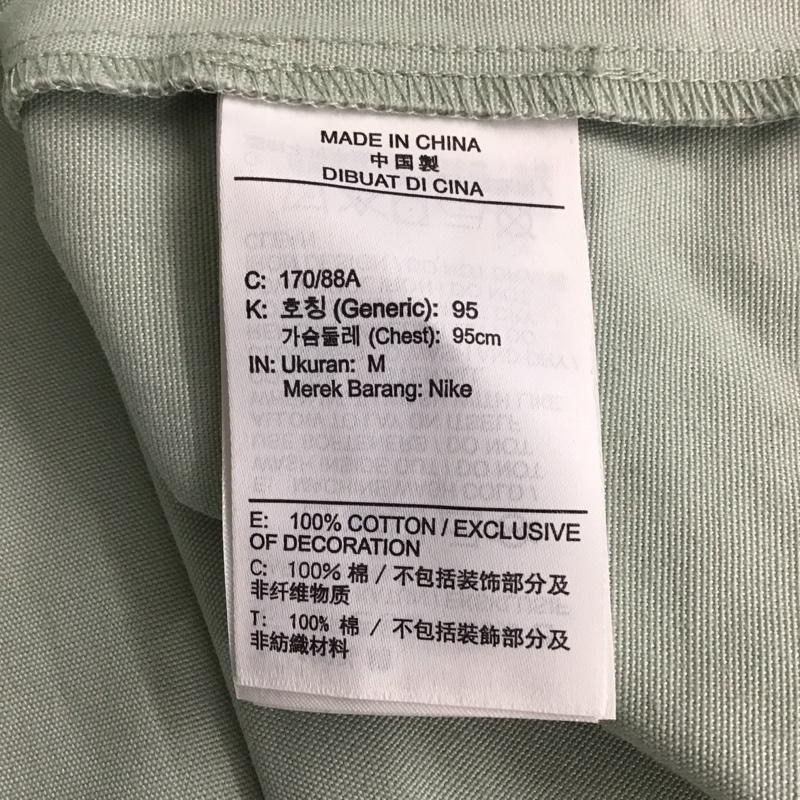 MADE IN CHINA
中国製
DIBUAT DI CINA
C: 170/88A
K: 호칭 (Generic): 95
가슴둘레 (Chest): 95cm
IN: Ukuran: M
Merek Barang: Nike
E: 100% COTTON / EXCLUSIVE
OF DECORATION
C: 100% 棉 / 不包括装饰部分及
非纤维物质
T: 100% 棉 / 不包括裝飾部分及
非紡織材料